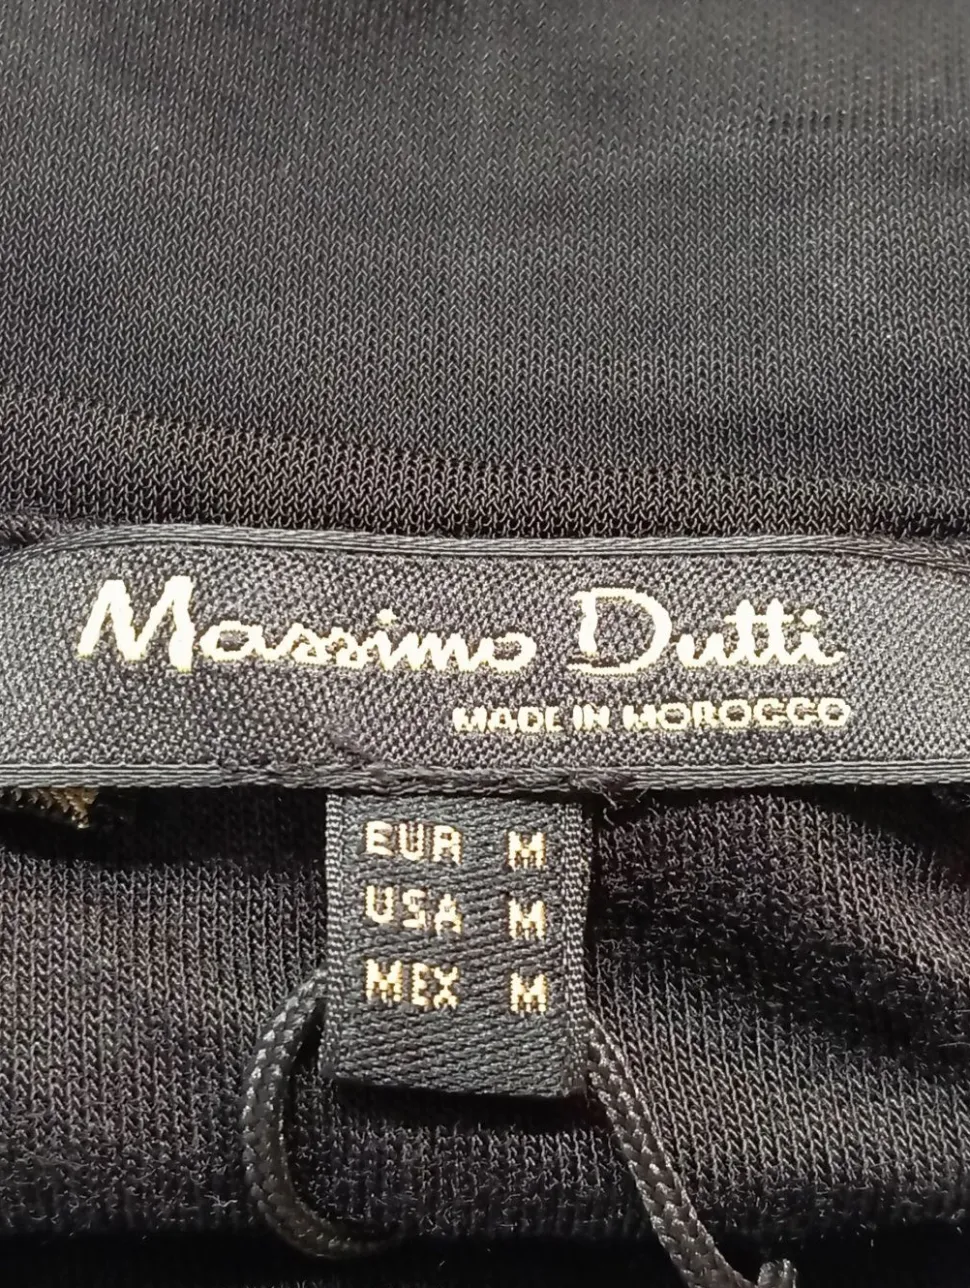 Massimo Dutti
MADE IN MOROCCO
EUR M
USA M
MEX M